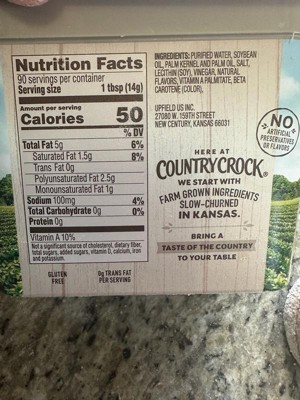 Nutrition Facts
90 servings per container
Serving size 1 tbsp (14g)
Amount per serving
Calories 50
% DV
Total Fat 5g 6%
Saturated Fat 1.5g 8%
Trans Fat 0g
Polyunsaturated Fat 2.5g
Monounsaturated Fat 1g
Sodium 100mg 4%
Total Carbohydrate 0g 0%
Protein 0g
Vitamin A 10%
Not a significant source of cholesterol, dietary fiber,
total sugars, added sugars, vitamin D, calcium, iron
and potassium.
GLUTEN
FREE
0g TRANS FAT
PER SERVING
INGREDIENTS: PURIFIED WATER, SOYBEAN
OIL, PALM KERNEL AND PALM OIL, SALT,
LECITHIN (SOY), VINEGAR, NATURAL
FLAVORS, VITAMIN A PALMITATE, BETA
CAROTENE (COLOR).
UPFIELD US INC.
27080 W. 159TH STREET
NEW CENTURY, KANSAS 66031
NO
ARTIFICIAL
PRESERVATIVES
OR FLAVORS
HERE AT
COUNTRY CROCK®
WE START WITH
FARM GROWN INGREDIENTS
SLOW-CHURNED
IN KANSAS.
BRING A
TASTE OF THE COUNTRY
TO YOUR TABLE